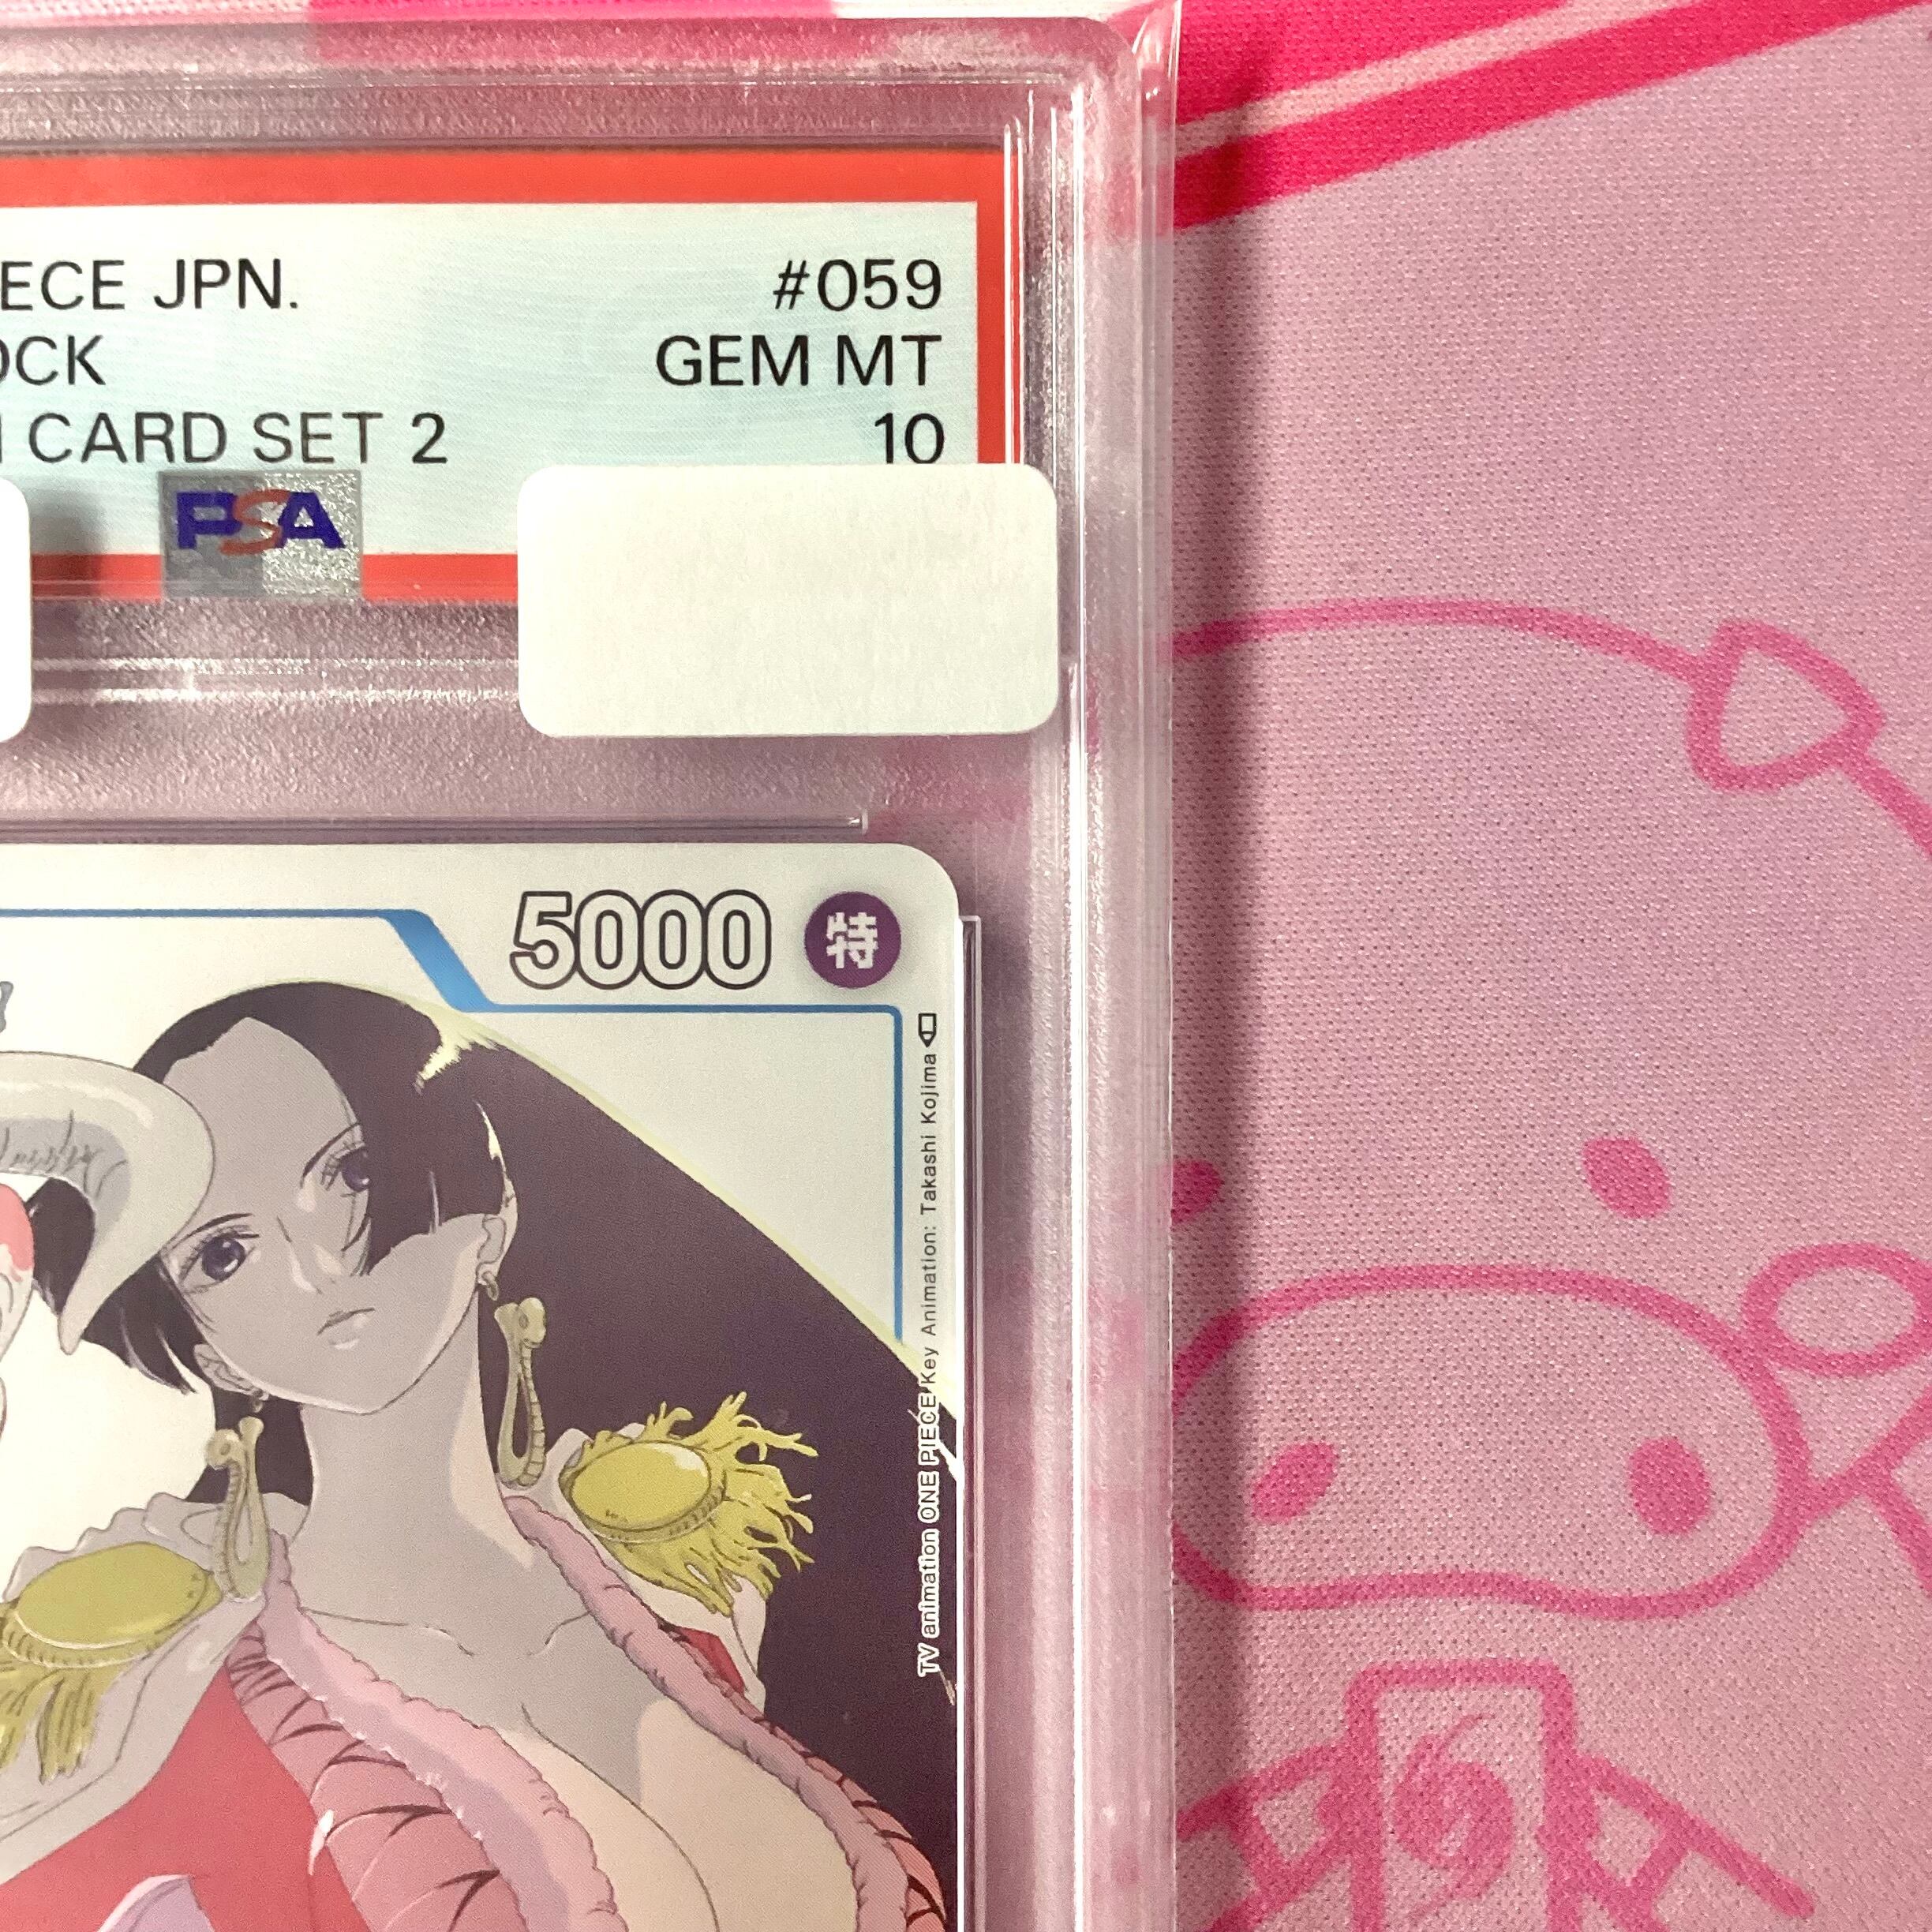 ECE JPN. #059
OCK GEM MT
CARD SET 2 10
PSA
5000 特
TV animation ONE PIECE Key Animation: Takashi Kojima